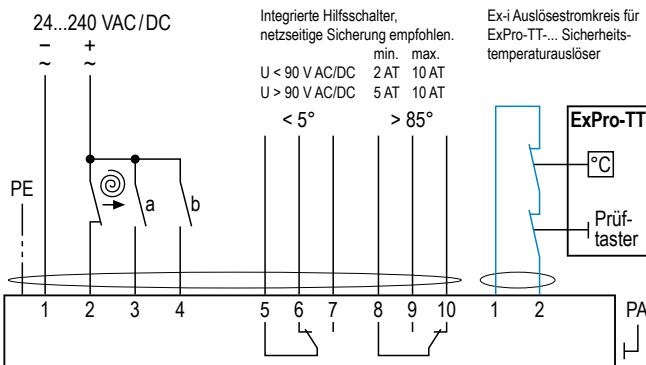 24...240 VAC/DC
– +
~ ~
Integrierte Hilfsschalter,
netzseitige Sicherung empfohlen.
min. max.
U < 90 V AC/DC 2 AT 10 AT
U > 90 V AC/DC 5 AT 10 AT
< 5° > 85°
Ex-i Auslösestromkreis für
ExPro-TT-... Sicherheits-
temperaturauslöser
ExPro-TT
°C
Prüf-
taster
PE
a b
1 2 3 4 5 6 7 8 9 10 1 2
PA